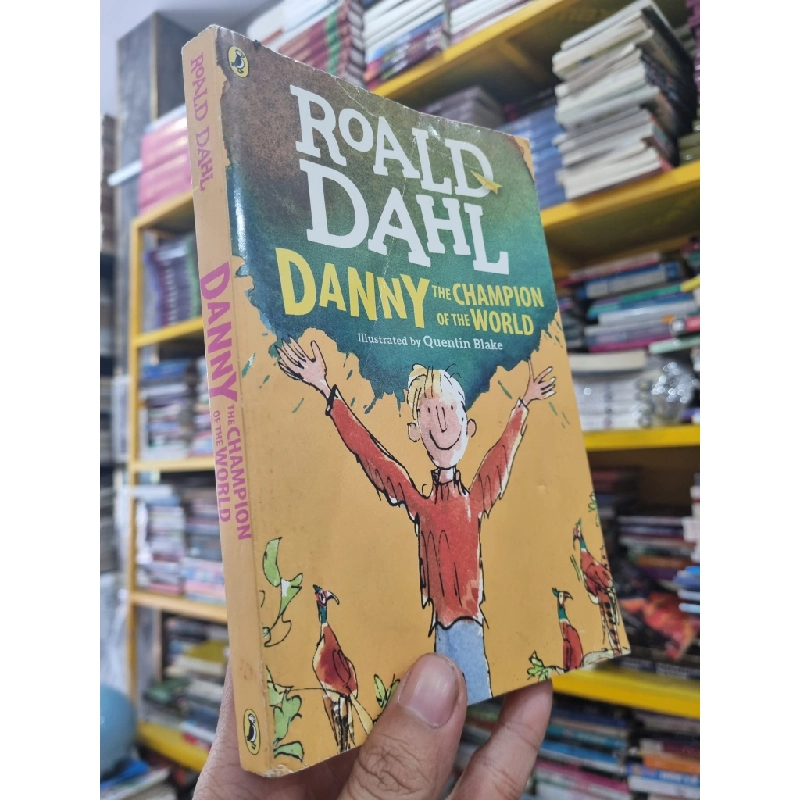 ROALD
DAHL
DANNY THE CHAMPION
OF THE WORLD
Illustrated by Quentin Blake
ROALD DAHL
DANNY THE CHAMPION
OF THE WORLD